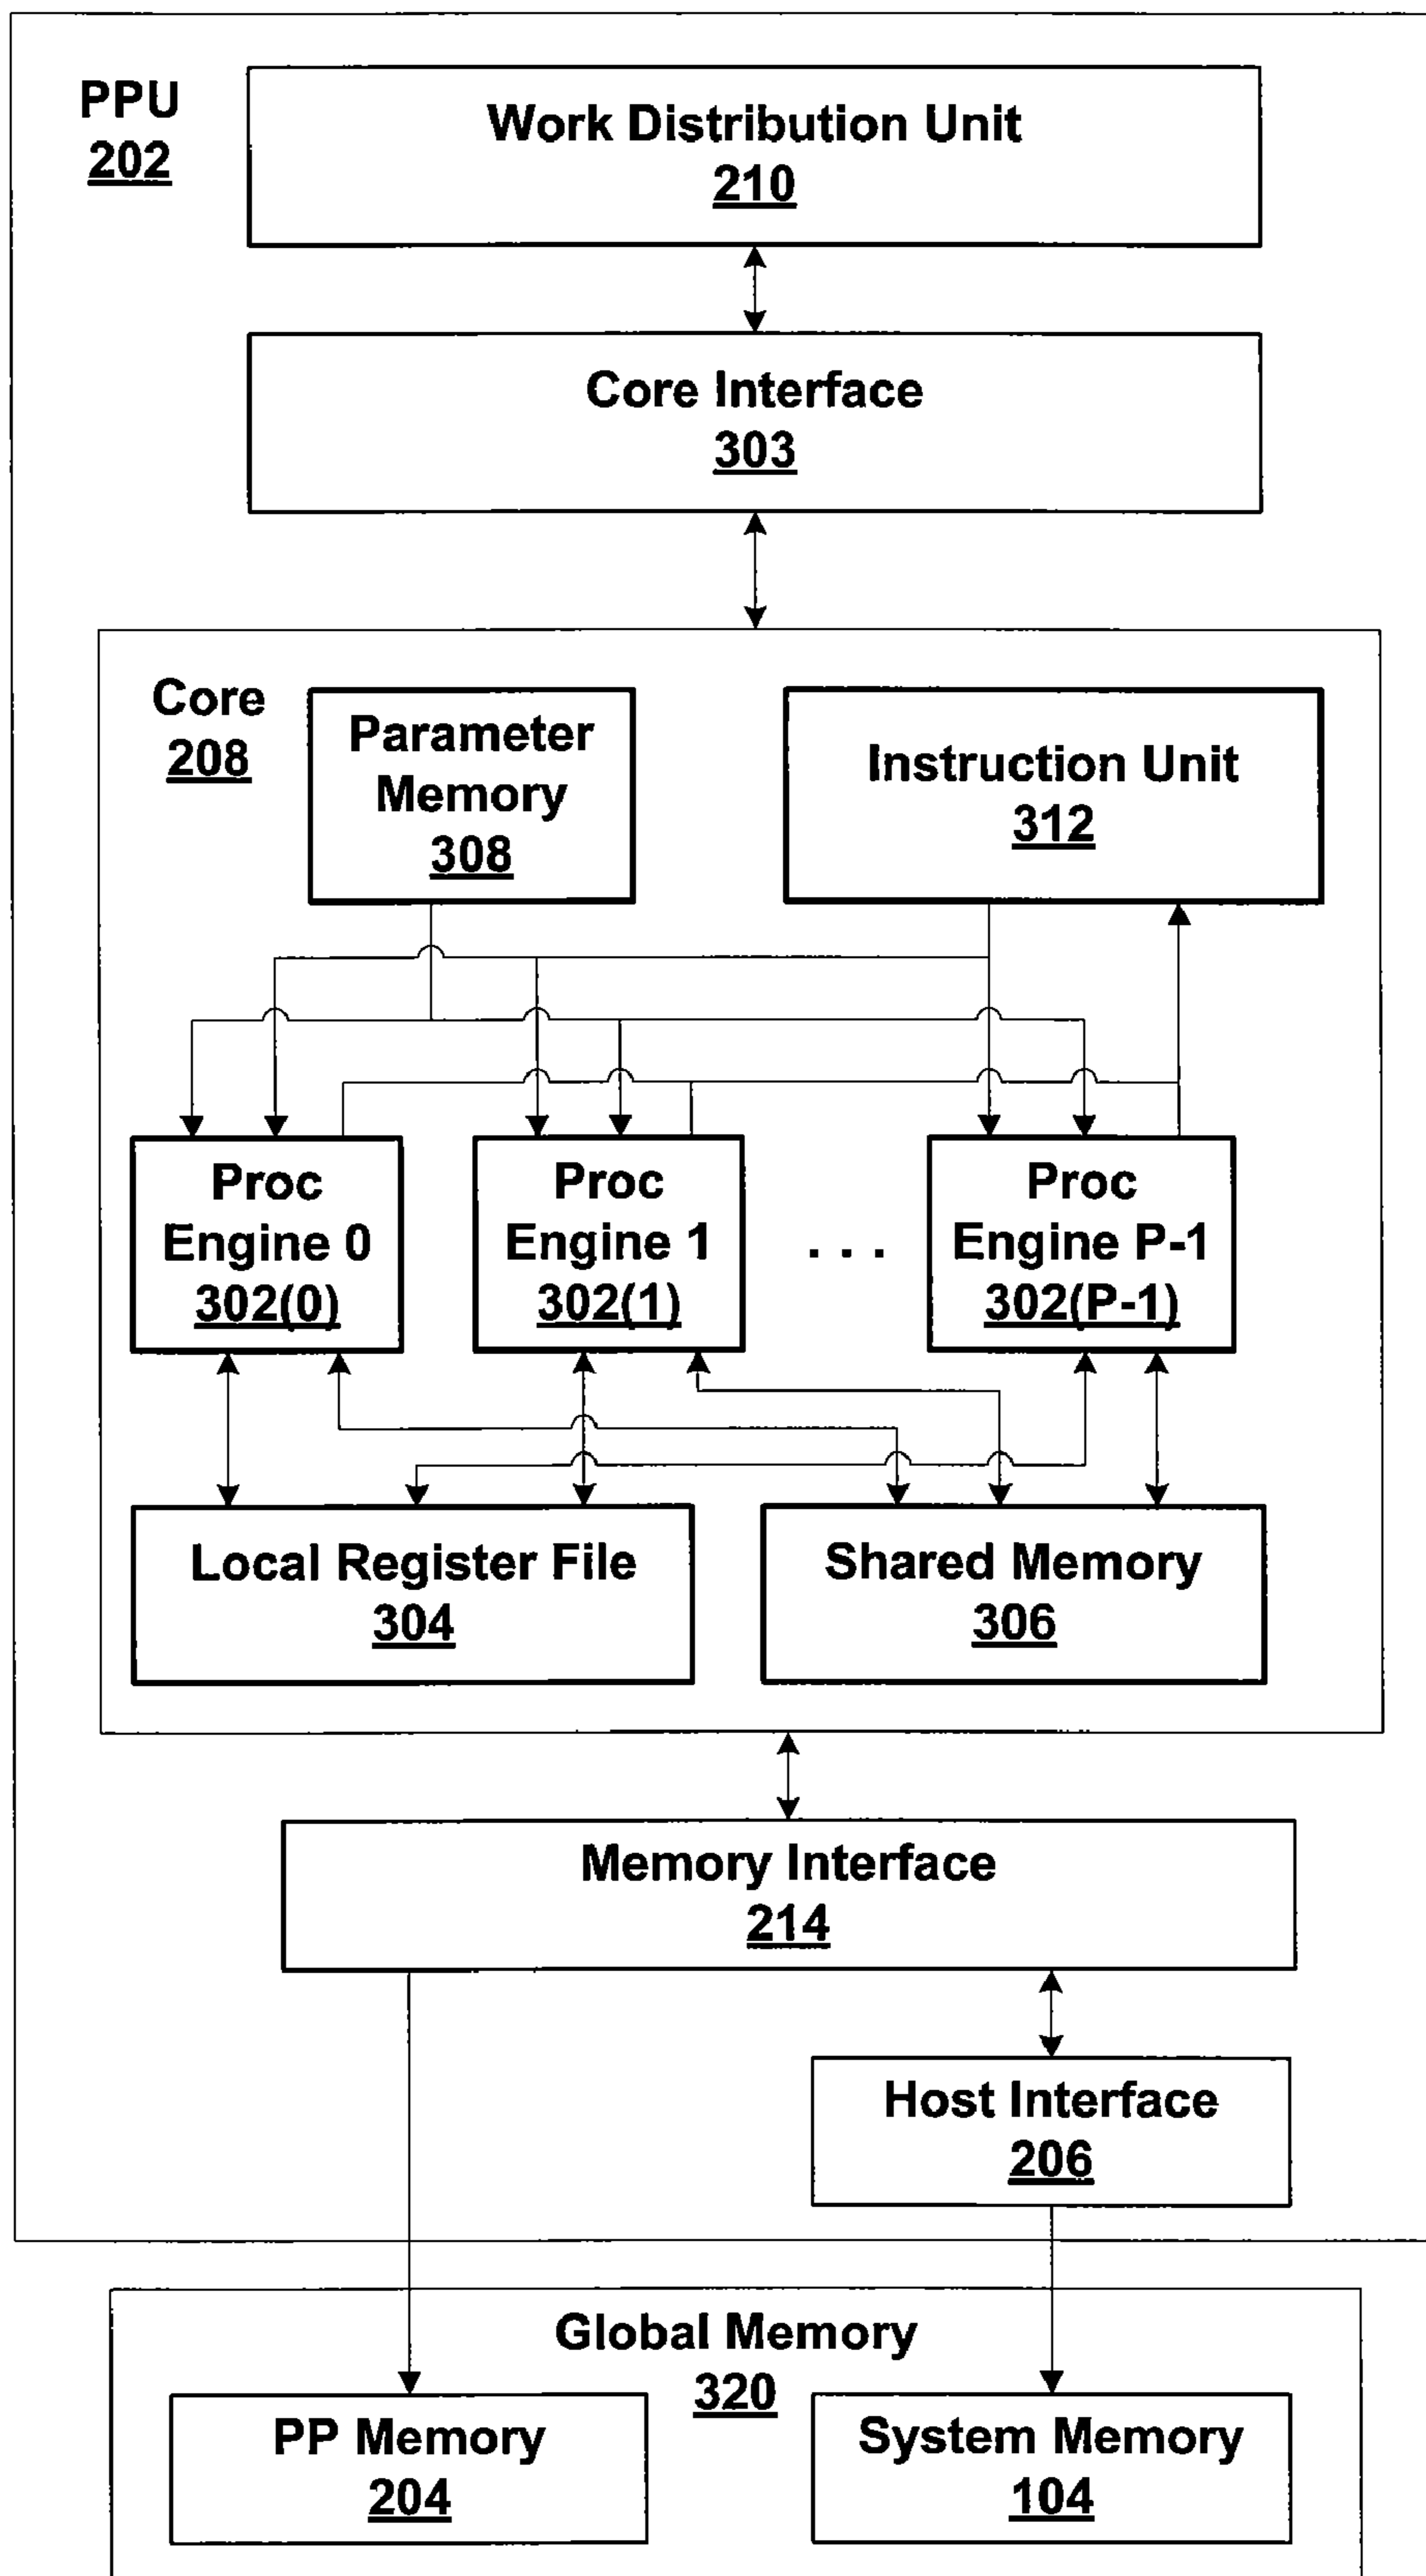 PPU
202
Work Distribution Unit
210
Core Interface
303
Core
208
Parameter
Memory
308
Instruction Unit
312
Proc
Engine 0
302(0)
Proc
Engine 1
302(1)
. . .
Proc
Engine P-1
302(P-1)
Local Register File
304
Shared Memory
306
Memory Interface
214
Host Interface
206
Global Memory
320
PP Memory
204
System Memory
104